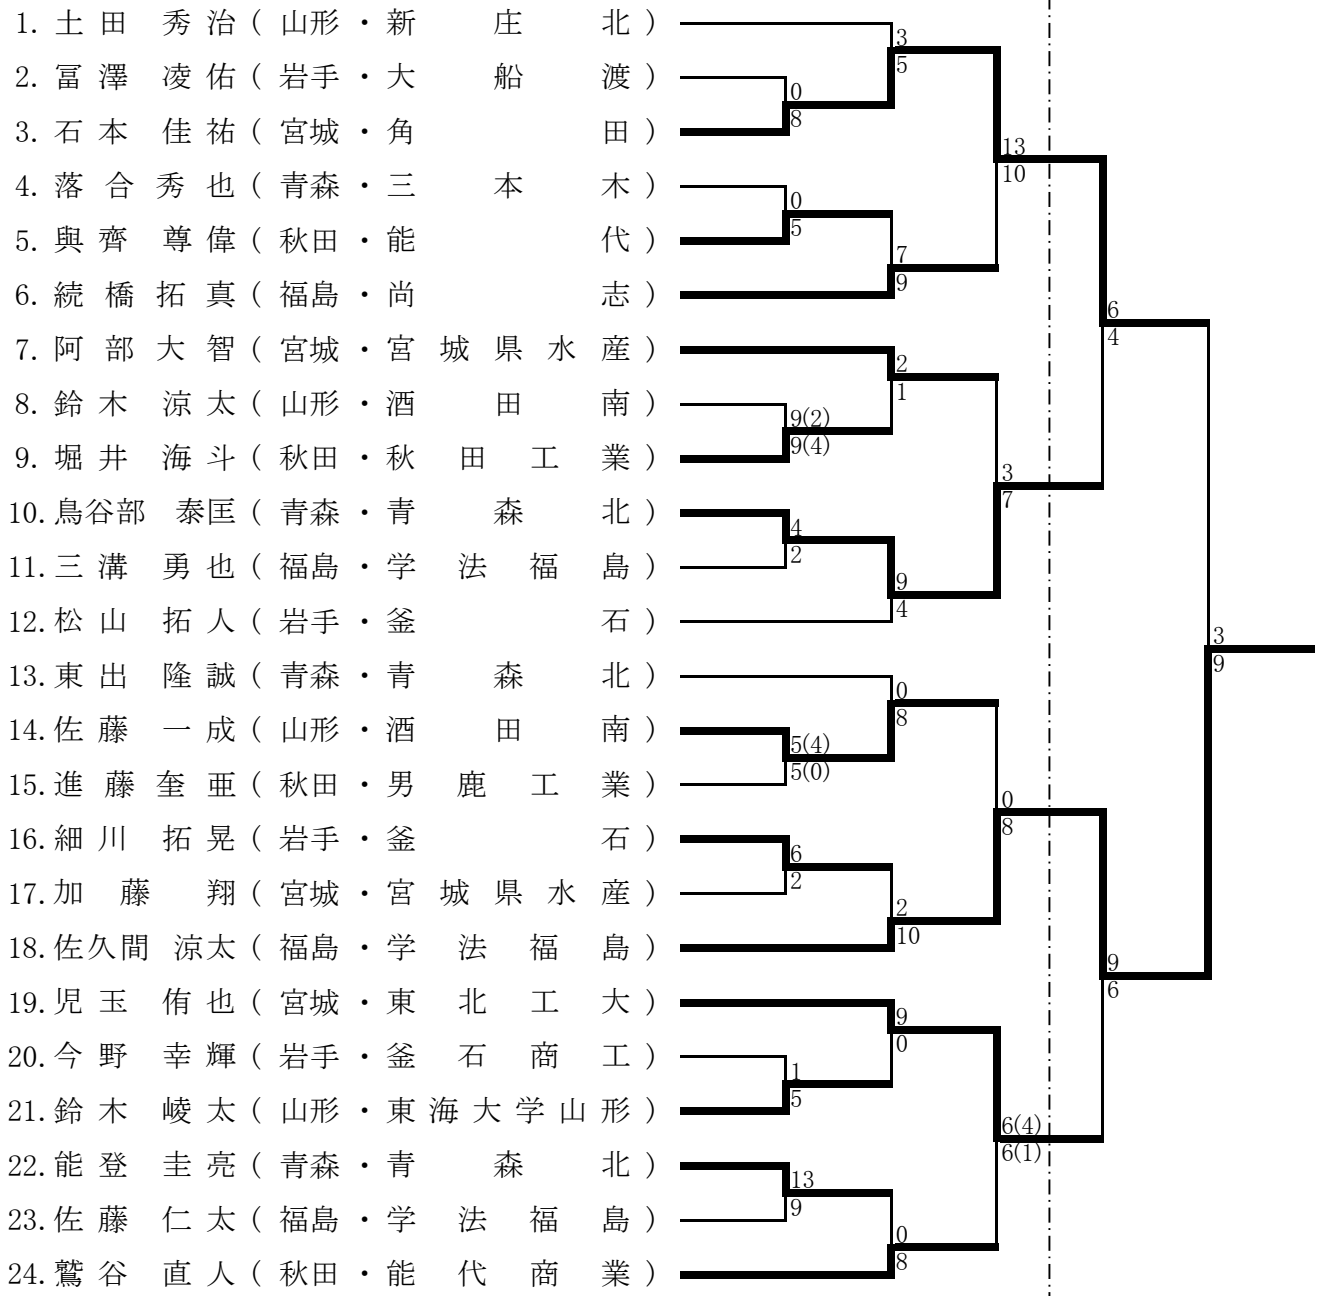 1. 土田 秀治 ( 山形 ・ 新庄北 )
2. 冨澤 凌佑 ( 岩手 ・ 大船渡 )
3. 石本 佳祐 ( 宮城 ・ 角田 )
4. 落合秀也 ( 青森 ・ 三本木 )
5. 與齊 尊偉 ( 秋田 ・ 能代 )
6. 続橋拓真 ( 福島 ・ 尚志 )
7. 阿部大智 ( 宮城 ・ 宮城県水産 )
8. 鈴木 涼太 ( 山形 ・ 酒田南 )
9. 堀井 海斗 ( 秋田 ・ 秋田工業 )
10. 鳥谷部 泰匡 ( 青森 ・ 青森北 )
11. 三溝 勇也 ( 福島 ・ 学法福島 )
12. 松山 拓人 ( 岩手 ・ 釜石 )
13. 東出 隆誠 ( 青森 ・ 青森北 )
14. 佐藤 一成 ( 山形 ・ 酒田南 )
15. 進藤奎亜 ( 秋田 ・ 男鹿工業 )
16. 細川 拓晃 ( 岩手 ・ 釜石 )
17. 加藤 翔 ( 宮城 ・ 宮城県水産 )
18. 佐久間 涼太 ( 福島 ・ 学法福島 )
19. 児玉 侑也 ( 宮城 ・ 東北工大 )
20. 今野 幸輝 ( 岩手 ・ 釜石商工 )
21. 鈴木 崚太 ( 山形 ・ 東海大学山形 )
22. 能登 圭亮 ( 青森 ・ 青森北 )
23. 佐藤 仁太 ( 福島 ・ 学法福島 )
24. 鷲谷 直人 ( 秋田 ・ 能代商業 )
0
8
0
5
9(2)
9(4)
4
2
5(4)
5(0)
6
2
1
5
13
9
3
5
7
9
2
1
9
4
0
8
2
10
9
0
0
8
13
10
3
7
0
8
6(4)
6(1)
6
4
9
6
3
9